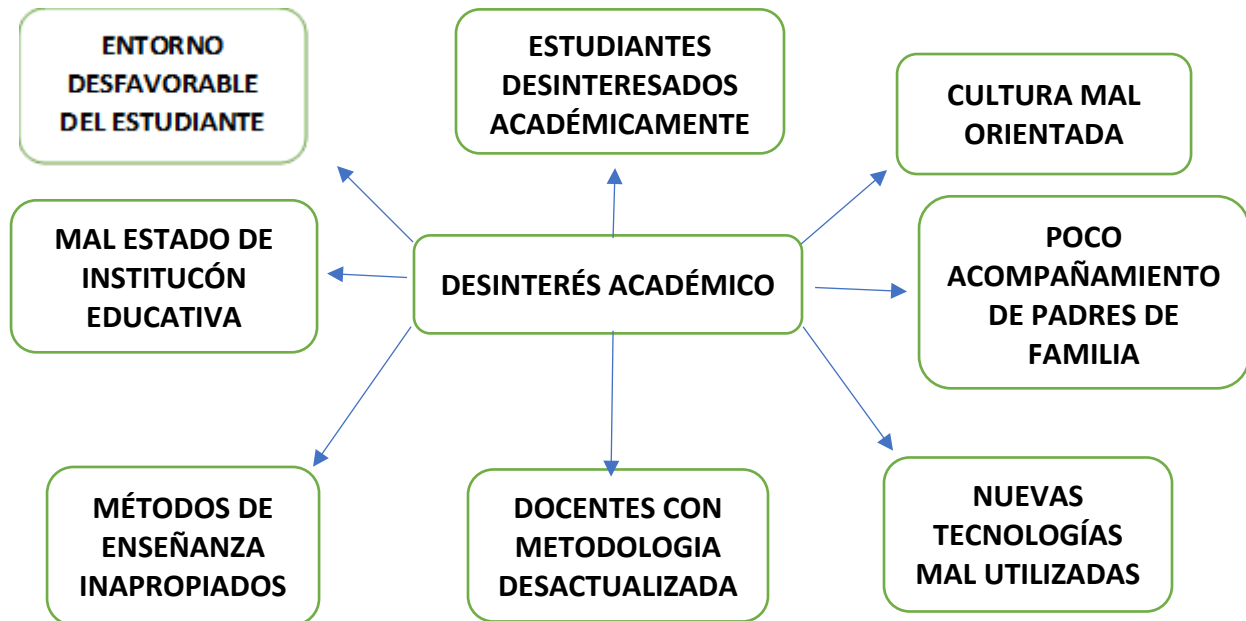 ENTORNO
DESFAVORABLE
DEL ESTUDIANTE
ESTUDIANTES
DESINTERESADOS
ACADÉMICAMENTE
CULTURA MAL
ORIENTADA
MAL ESTADO DE
INSTITUCÓN
EDUCATIVA
DESINTERÉS ACADÉMICO
POCO
ACOMPAÑAMIENTO
DE PADRES DE
FAMILIA
MÉTODOS DE
ENSEÑANZA
INAPROPIADOS
DOCENTES CON
METODOLOGIA
DESACTUALIZADA
NUEVAS
TECNOLOGÍAS
MAL UTILIZADAS